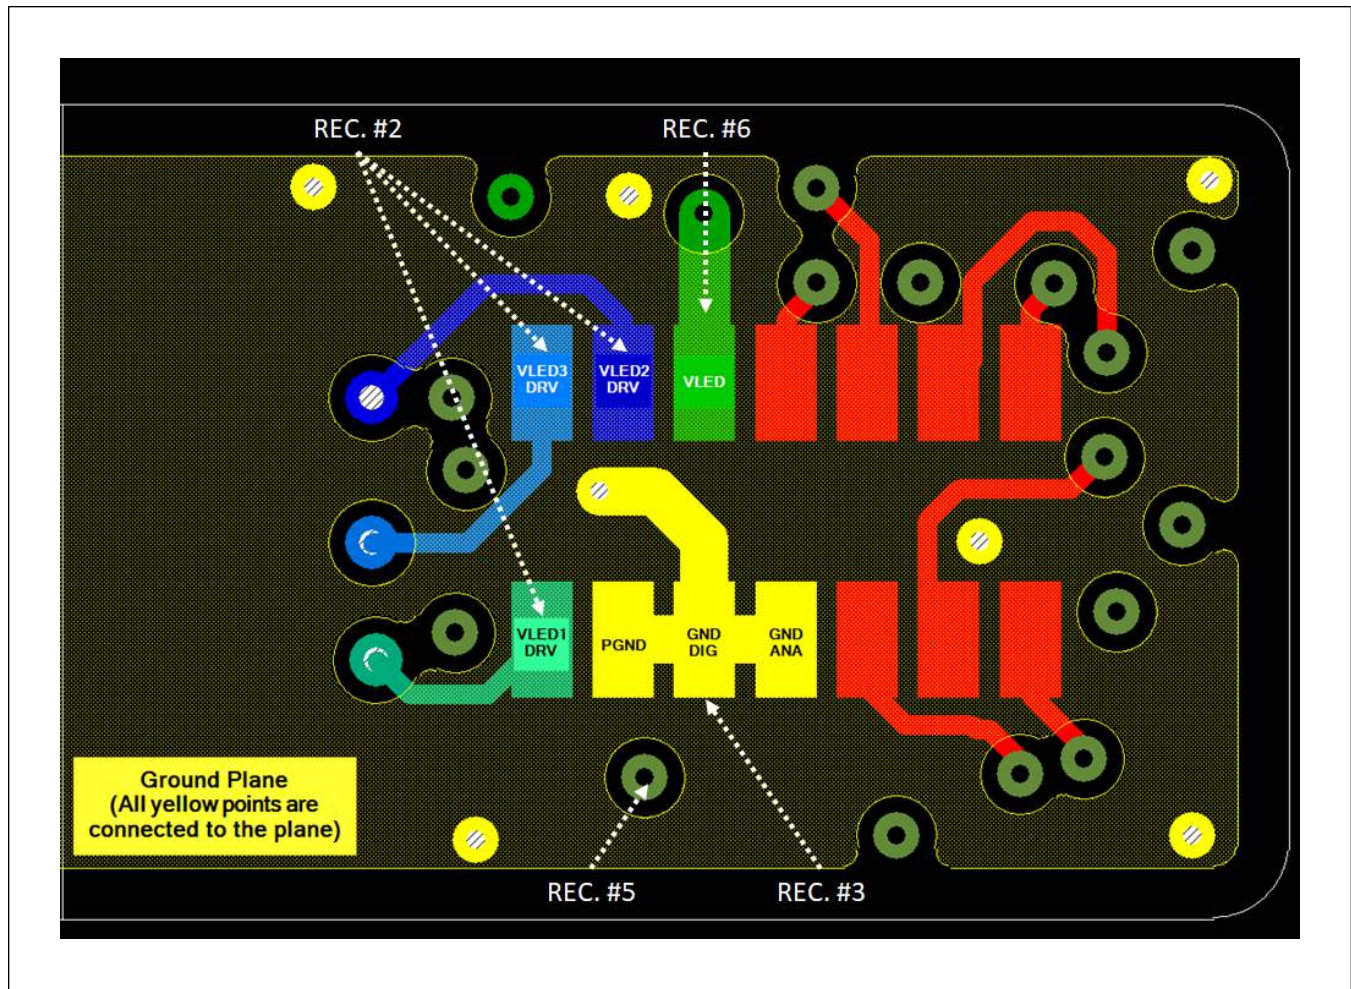 REC. #2
REC. #6
VLED3
DRV
VLED2
DRV
VLED
VLED1
DRV
PGND
GND
DIG
GND
ANA
Ground Plane
(All yellow points are
connected to the plane)
REC. #5
REC. #3